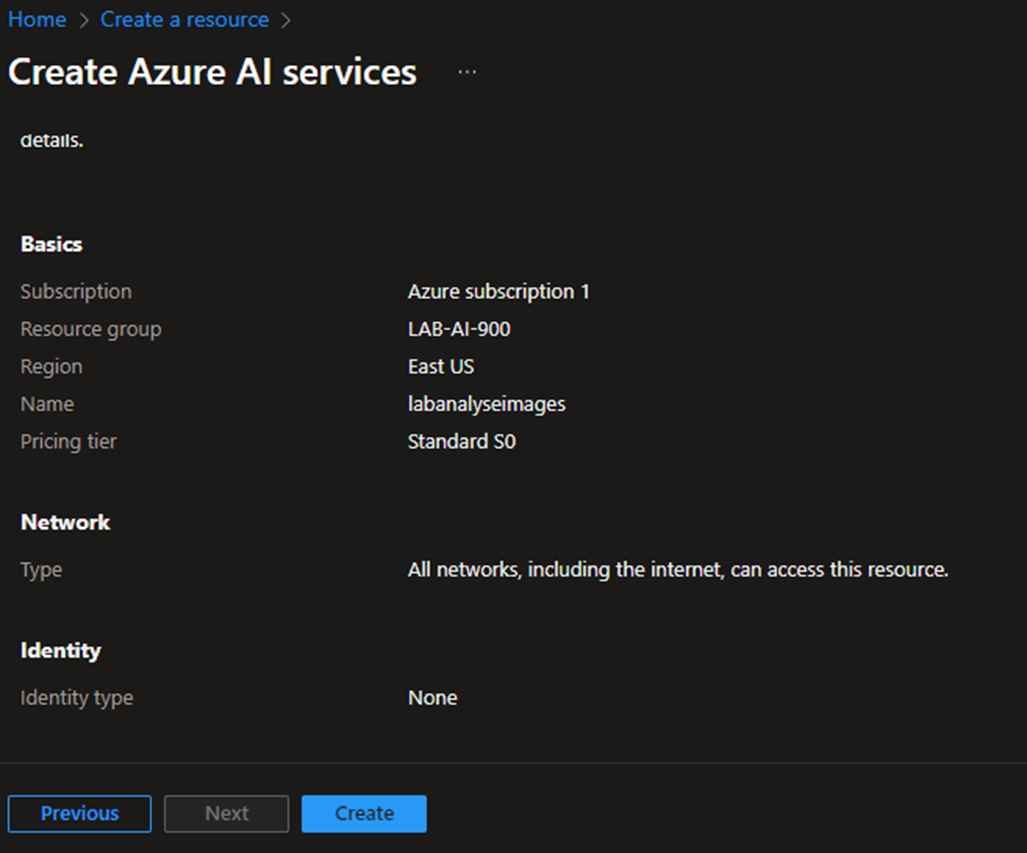 Home > Create a resource >
Create Azure AI services ...
details.
Basics
Subscription Azure subscription 1
Resource group LAB-AI-900
Region East US
Name labanalyseimages
Pricing tier Standard S0
Network
Type All networks, including the internet, can access this resource.
Identity
Identity type None
Previous Next Create